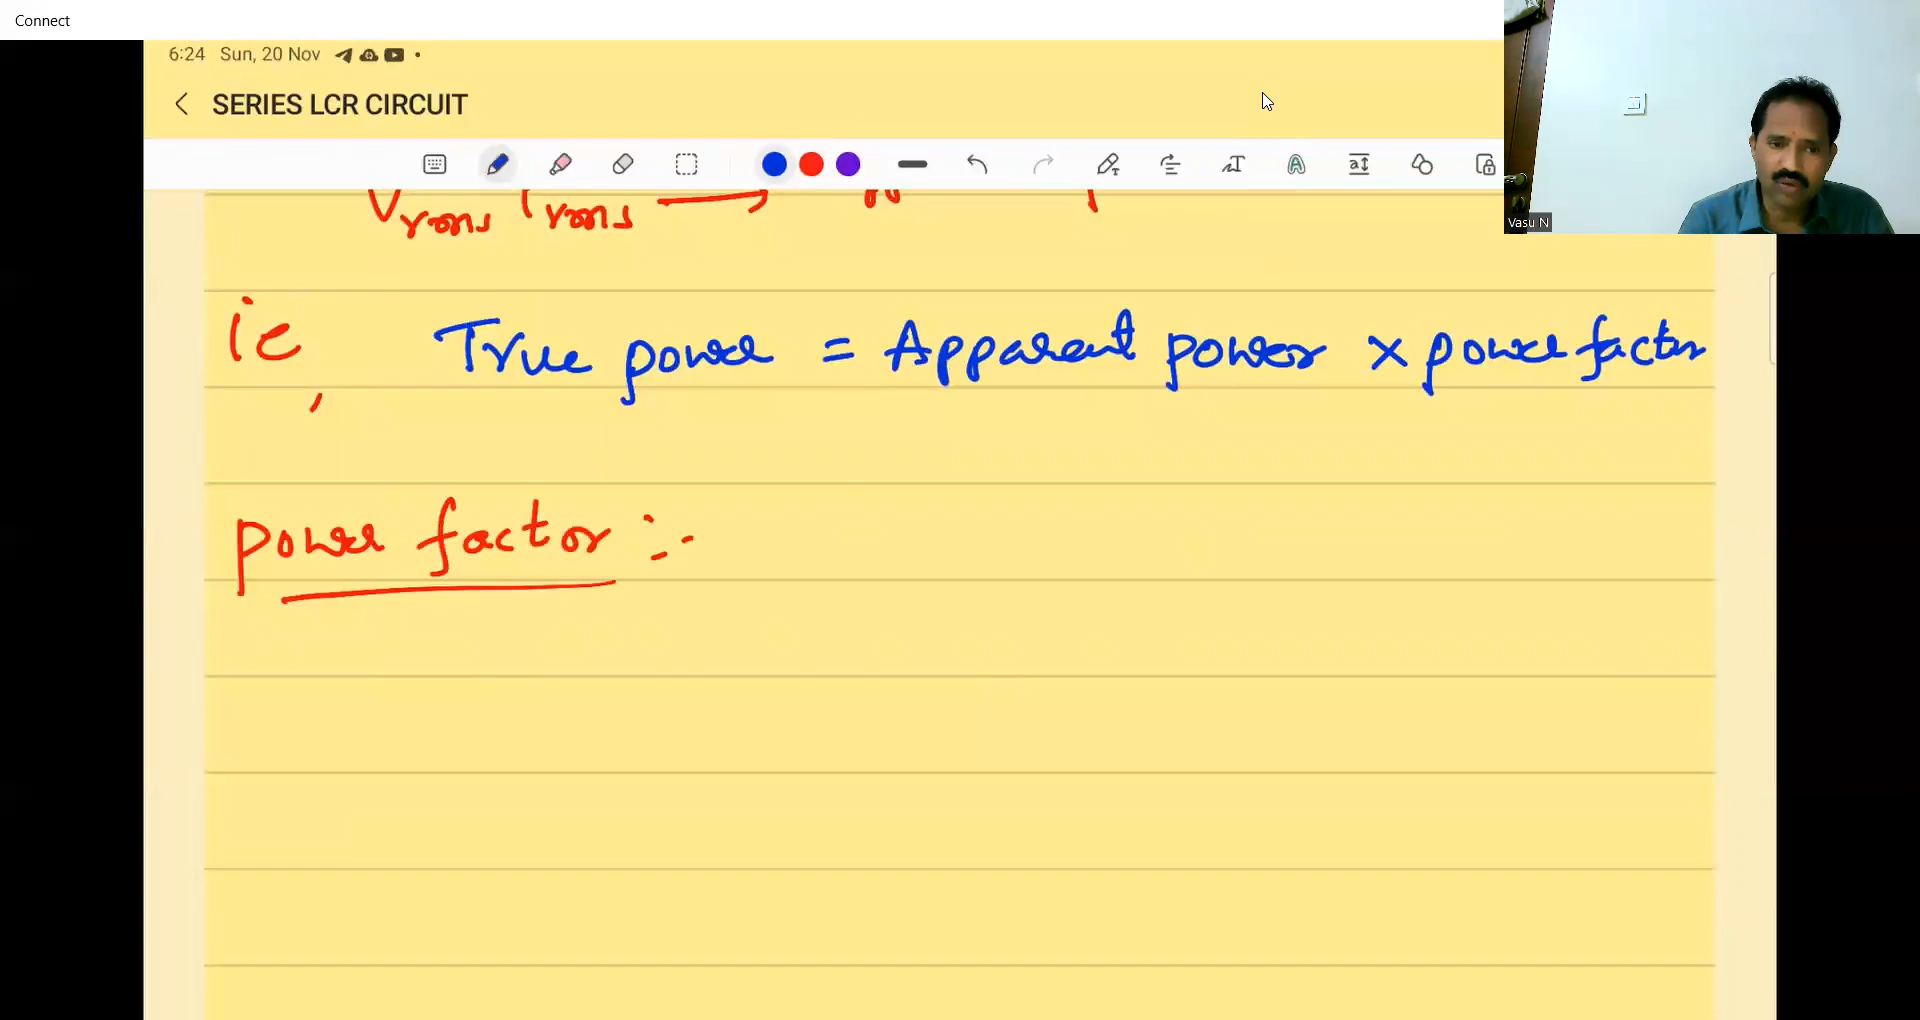 Connect
6:24 Sun, 20 Nov
SERIES LCR CIRCUIT
Vrms Irms →
Vasu N
ie, True power = Apparent power × power factor
power factor :-